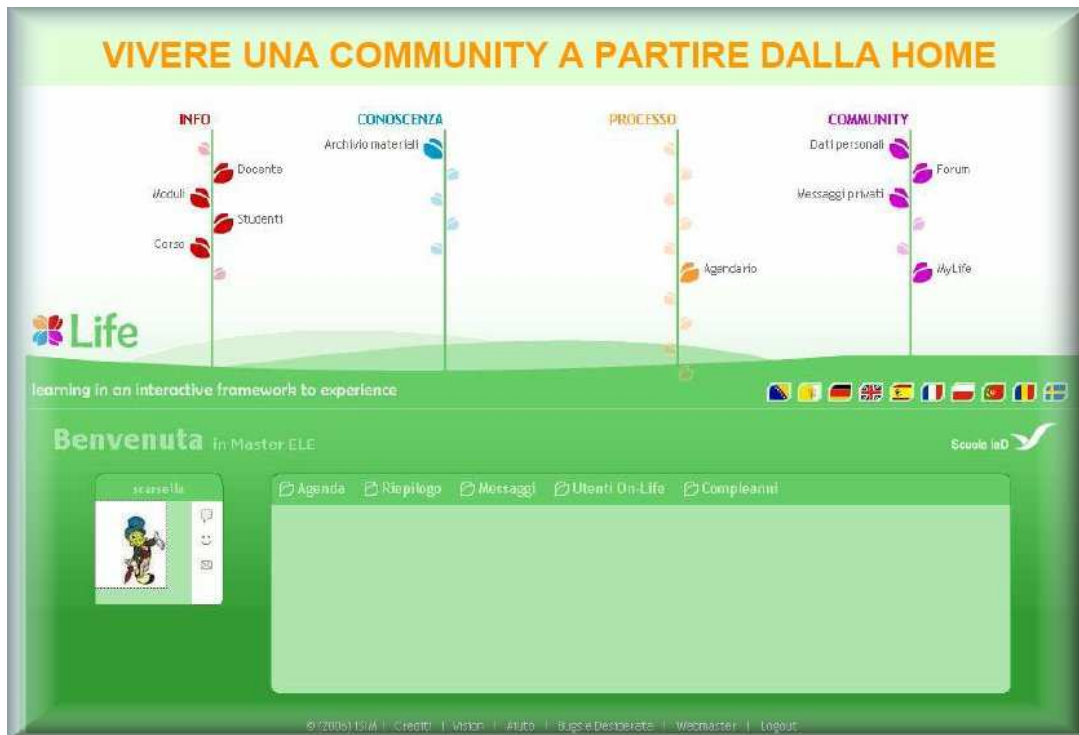 VIVERE UNA COMMUNITY A PARTIRE DALLA HOME
INFO
Docente
Moduli
Studenti
Corso
CONOSCENZA
Archivio materiali
PROCESSO
Agendario
COMMUNITY
Dati personali
Forum
Messaggi privati
MyLife
Life
learning in an interactive framework to experience
Benvenuta in Master ELE
Scuola IaD
scarsella
Agenda Riepilogo Messaggi Utenti On-Life Compleanni
© (2006) ISIM | Crediti | Vision | Aiuto | Bugs e Desiderata | Webmaster | Logout